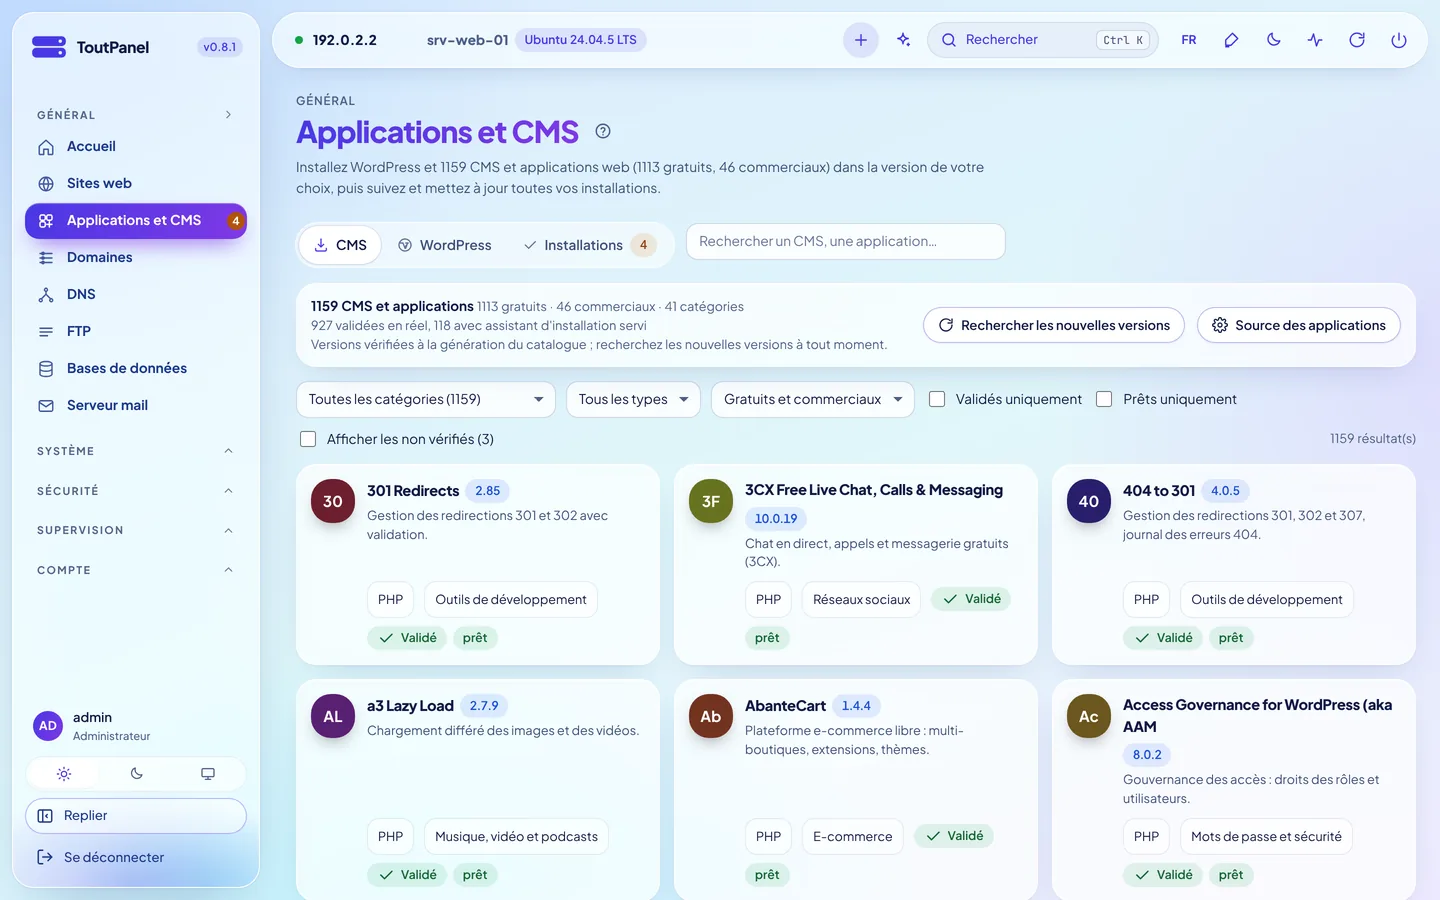 ToutPanel
v0.8.1
GÉNÉRAL
Accueil
Sites web
Applications et CMS
4
Domaines
DNS
FTP
Bases de données
Serveur mail
SYSTÈME
SÉCURITÉ
SUPERVISION
COMPTE
AD
admin
Administrateur
Replier
Se déconnecter
192.0.2.2
srv-web-01
Ubuntu 24.04.5 LTS
Rechercher
Ctrl K
FR
GÉNÉRAL
Applications et CMS
Installez WordPress et 1159 CMS et applications web (1113 gratuits, 46 commerciaux) dans la version de votre
choix, puis suivez et mettez à jour toutes vos installations.
CMS
WordPress
Installations 4
Rechercher un CMS, une application…
1159 CMS et applications 1113 gratuits · 46 commerciaux · 41 catégories
927 validées en réel, 118 avec assistant d'installation servi
Versions vérifiées à la génération du catalogue ; recherchez les nouvelles versions à tout moment.
Rechercher les nouvelles versions
Source des applications
Toutes les catégories (1159)
Tous les types
Gratuits et commerciaux
Validés uniquement
Prêts uniquement
Afficher les non vérifiés (3)
1159 résultat(s)
30
301 Redirects 2.85
Gestion des redirections 301 et 302 avec
validation.
PHP
Outils de développement
Validé
prêt
3F
3CX Free Live Chat, Calls & Messaging
10.0.19
Chat en direct, appels et messagerie gratuits
(3CX).
PHP
Réseaux sociaux
Validé
prêt
40
404 to 301 4.0.5
Gestion des redirections 301, 302 et 307,
journal des erreurs 404.
PHP
Outils de développement
Validé
prêt
AL
a3 Lazy Load 2.7.9
Chargement différé des images et des vidéos.
PHP
Musique, vidéo et podcasts
Validé
prêt
Ab
AbanteCart 1.4.4
Plateforme e-commerce libre : multi-
boutiques, extensions, thèmes.
PHP
E-commerce
Validé
prêt
Ac
Access Governance for WordPress (aka
AAM
8.0.2
Gouvernance des accès : droits des rôles et
utilisateurs.
PHP
Mots de passe et sécurité
Validé
prêt